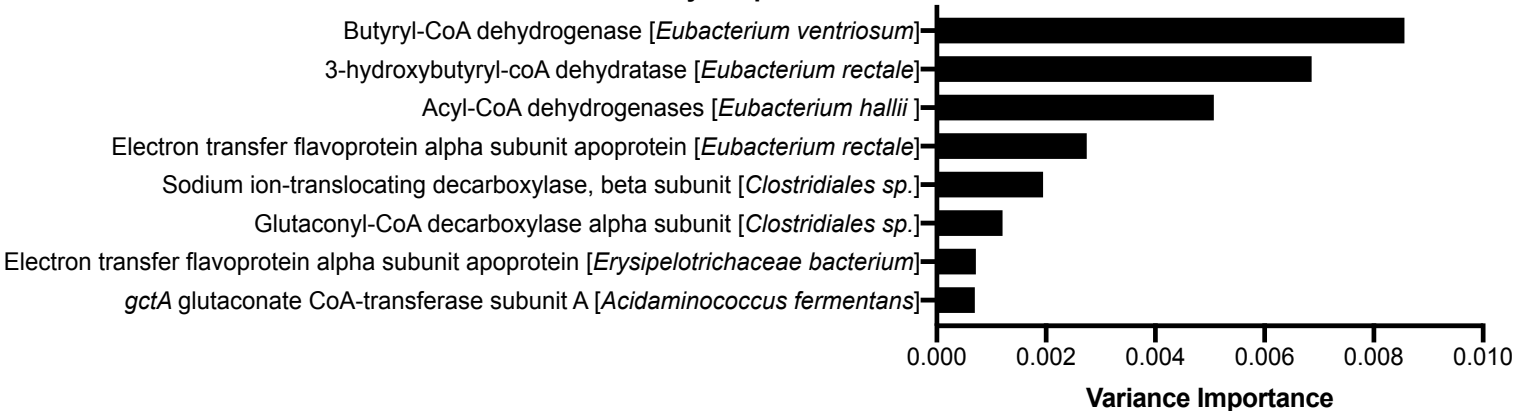 Butyryl-CoA dehydrogenase [Eubacterium ventriosum]
3-hydroxybutyryl-coA dehydratase [Eubacterium rectale]
Acyl-CoA dehydrogenases [Eubacterium hallii ]
Electron transfer flavoprotein alpha subunit apoprotein [Eubacterium rectale]
Sodium ion-translocating decarboxylase, beta subunit [Clostridiales sp.]
Glutaconyl-CoA decarboxylase alpha subunit [Clostridiales sp.]
Electron transfer flavoprotein alpha subunit apoprotein [Erysipelotrichaceae bacterium]
gctA glutaconate CoA-transferase subunit A [Acidaminococcus fermentans]
0.000 0.002 0.004 0.006 0.008 0.010
Variance Importance